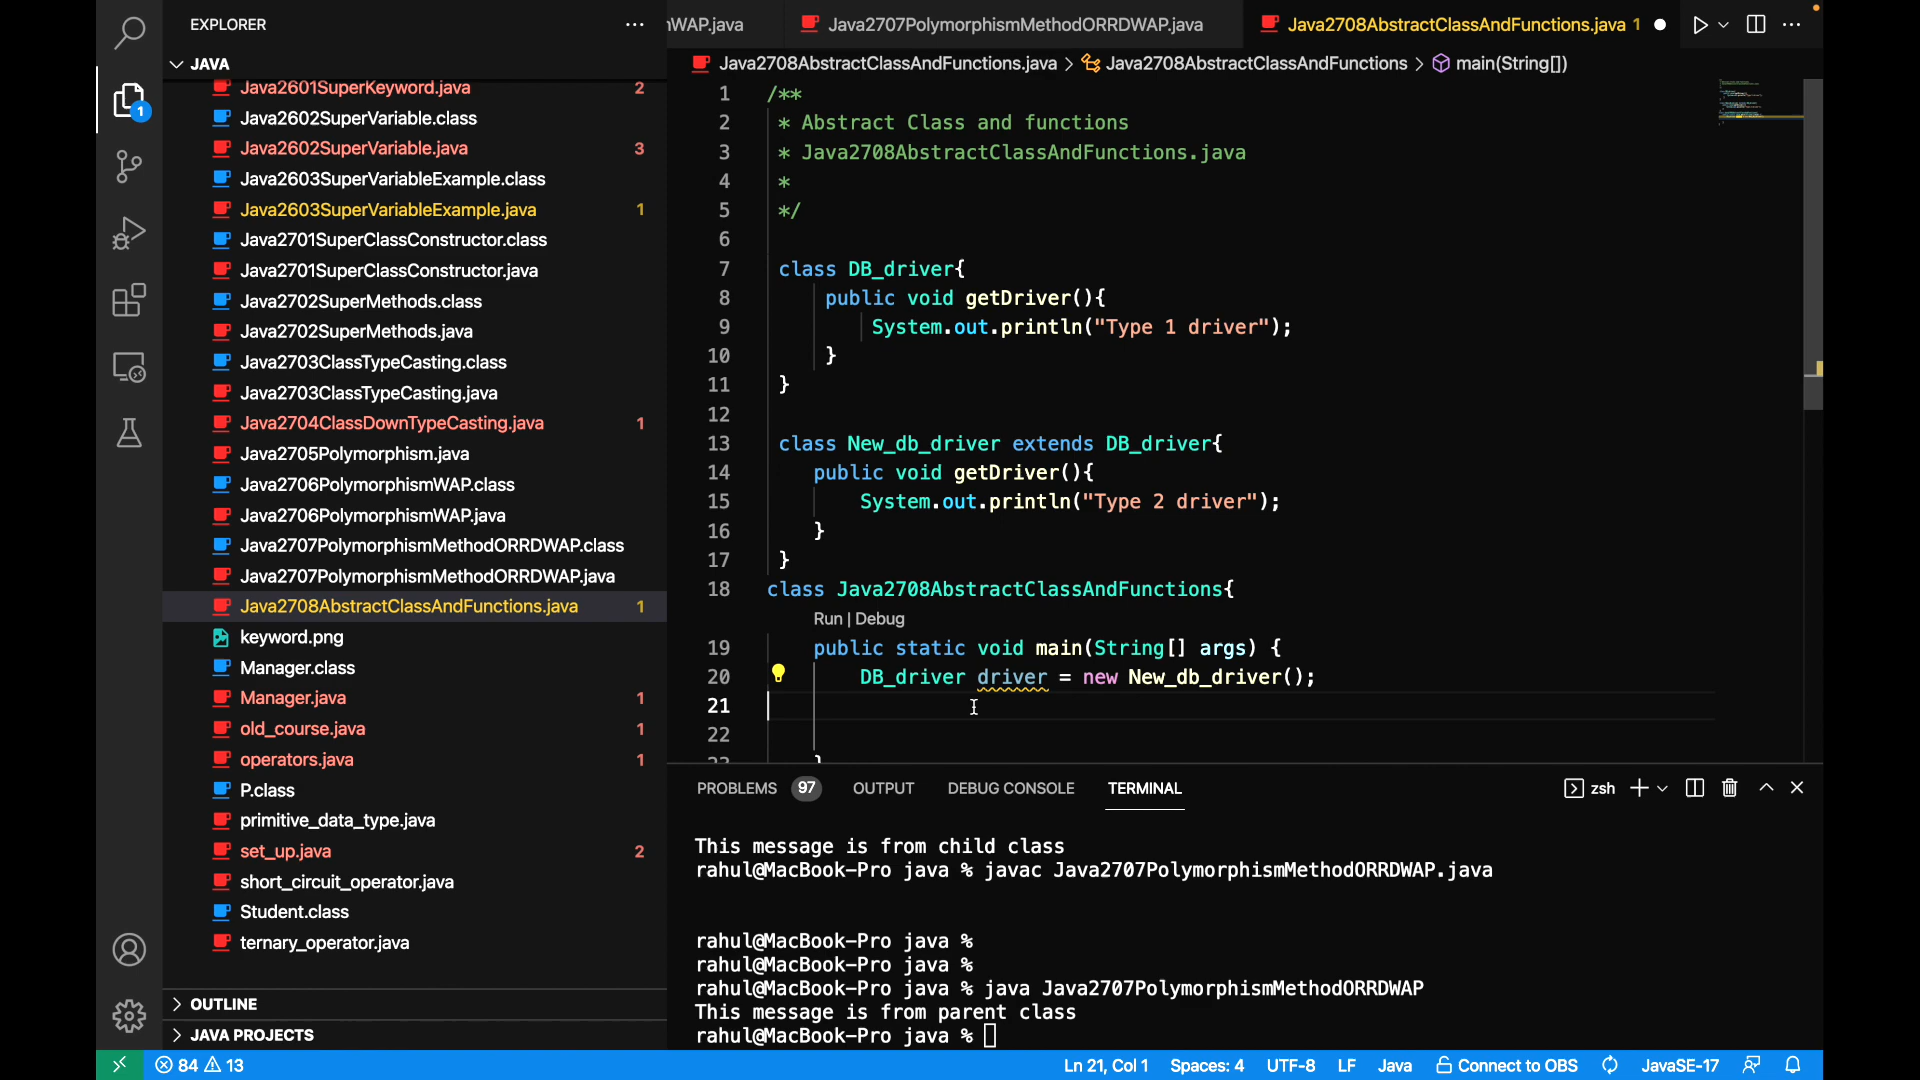 EXPLORER
JAVA
Java2601SuperKeyword.java 2
Java2602SuperVariable.class
Java2602SuperVariable.java 3
Java2603SuperVariableExample.class
Java2603SuperVariableExample.java 1
Java2701SuperClassConstructor.class
Java2701SuperClassConstructor.java
Java2702SuperMethods.class
Java2702SuperMethods.java
Java2703ClassTypeCasting.class
Java2703ClassTypeCasting.java
Java2704ClassDownTypeCasting.java 1
Java2705Polymorphism.java
Java2706PolymorphismWAP.class
Java2706PolymorphismWAP.java
Java2707PolymorphismMethodORRDWAP.class
Java2707PolymorphismMethodORRDWAP.java
Java2708AbstractClassAndFunctions.java 1
keyword.png
Manager.class
Manager.java 1
old_course.java 1
operators.java 1
P.class
primitive_data_type.java
set_up.java 2
short_circuit_operator.java
Student.class
ternary_operator.java
OUTLINE
JAVA PROJECTS
1
WAP.java Java2707PolymorphismMethodORRDWAP.java Java2708AbstractClassAndFunctions.java 1
Java2708AbstractClassAndFunctions.java > Java2708AbstractClassAndFunctions > main(String[])
1 /**
2 * Abstract Class and functions
3 * Java2708AbstractClassAndFunctions.java
4 *
5 */
6
7 class DB_driver{
8 public void getDriver(){
9 System.out.println("Type 1 driver");
10 }
11 }
12
13 class New_db_driver extends DB_driver{
14 public void getDriver(){
15 System.out.println("Type 2 driver");
16 }
17 }
18 class Java2708AbstractClassAndFunctions{
Run | Debug
19 public static void main(String[] args) {
20 DB_driver driver = new New_db_driver();
21
22
23 }
PROBLEMS 97 OUTPUT DEBUG CONSOLE TERMINAL zsh
This message is from child class
rahul@MacBook-Pro java % javac Java2707PolymorphismMethodORRDWAP.java
rahul@MacBook-Pro java %
rahul@MacBook-Pro java %
rahul@MacBook-Pro java % java Java2707PolymorphismMethodORRDWAP
This message is from parent class
rahul@MacBook-Pro java %
84 13 Ln 21, Col 1 Spaces: 4 UTF-8 LF Java Connect to OBS JavaSE-17